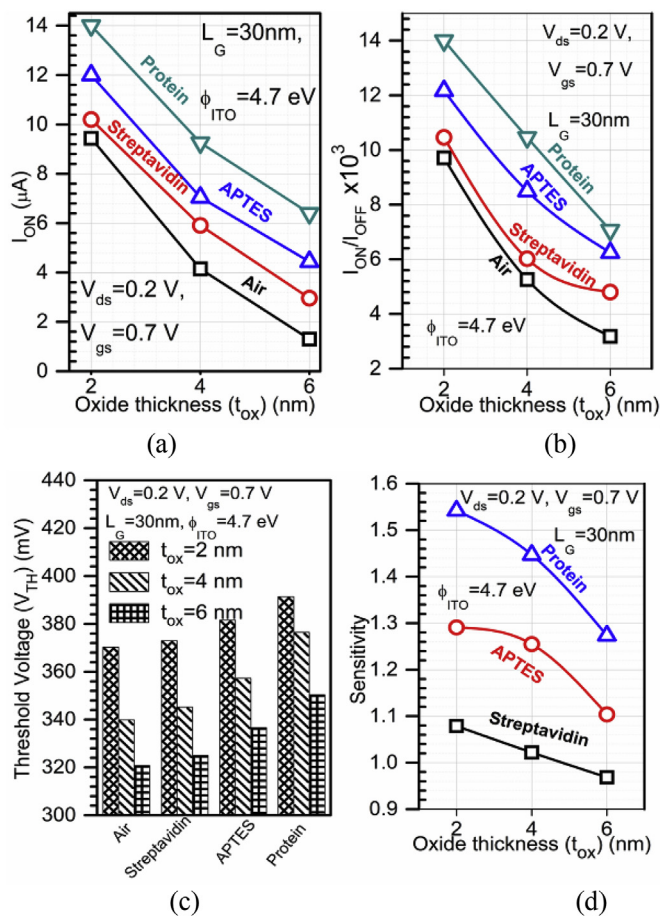 I_ON (μA)
14
12
10
8
6
4
2
0
L_G=30nm,
ϕ_ITO=4.7 eV
Protein
Streptavidin
APTES
Air
V_ds=0.2 V,
V_gs=0.7 V
2 4 6
Oxide thickness (t_ox) (nm)
(a)
I_ON/I_OFF x10^3
14
12
10
8
6
4
2
V_ds=0.2 V,
V_gs=0.7 V
L_G=30nm
Protein
APTES
Streptavidin
Air
ϕ_ITO=4.7 eV
2 4 6
Oxide thickness (t_ox) (nm)
(b)
Threshold Voltage (V_TH) (mV)
440
420
400
380
360
340
320
300
V_ds=0.2 V, V_gs=0.7 V
L_G=30nm, ϕ_ITO=4.7 eV
t_ox=2 nm
t_ox=4 nm
t_ox=6 nm
Air Streptavidin APTES Protein
(c)
Sensitivity
1.6
1.5
1.4
1.3
1.2
1.1
1.0
0.9
V_ds=0.2 V, V_gs=0.7 V
L_G=30nm
Protein
ϕ_ITO=4.7 eV
APTES
Streptavidin
2 4 6
Oxide thickness (t_ox) (nm)
(d)